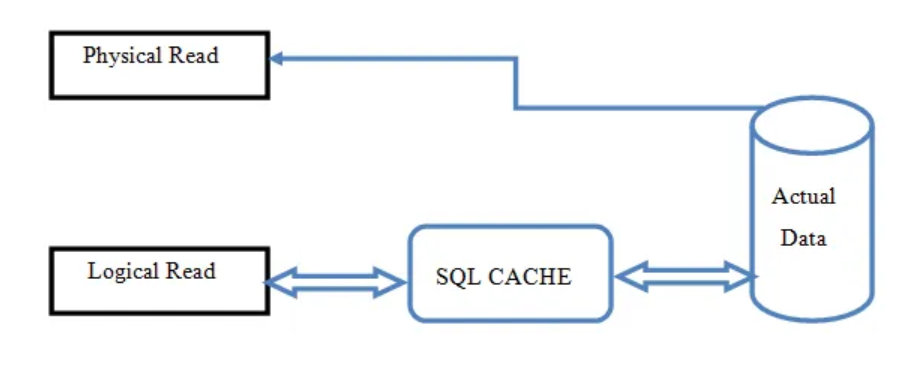 Physical Read
Actual
Data
Logical Read
SQL CACHE